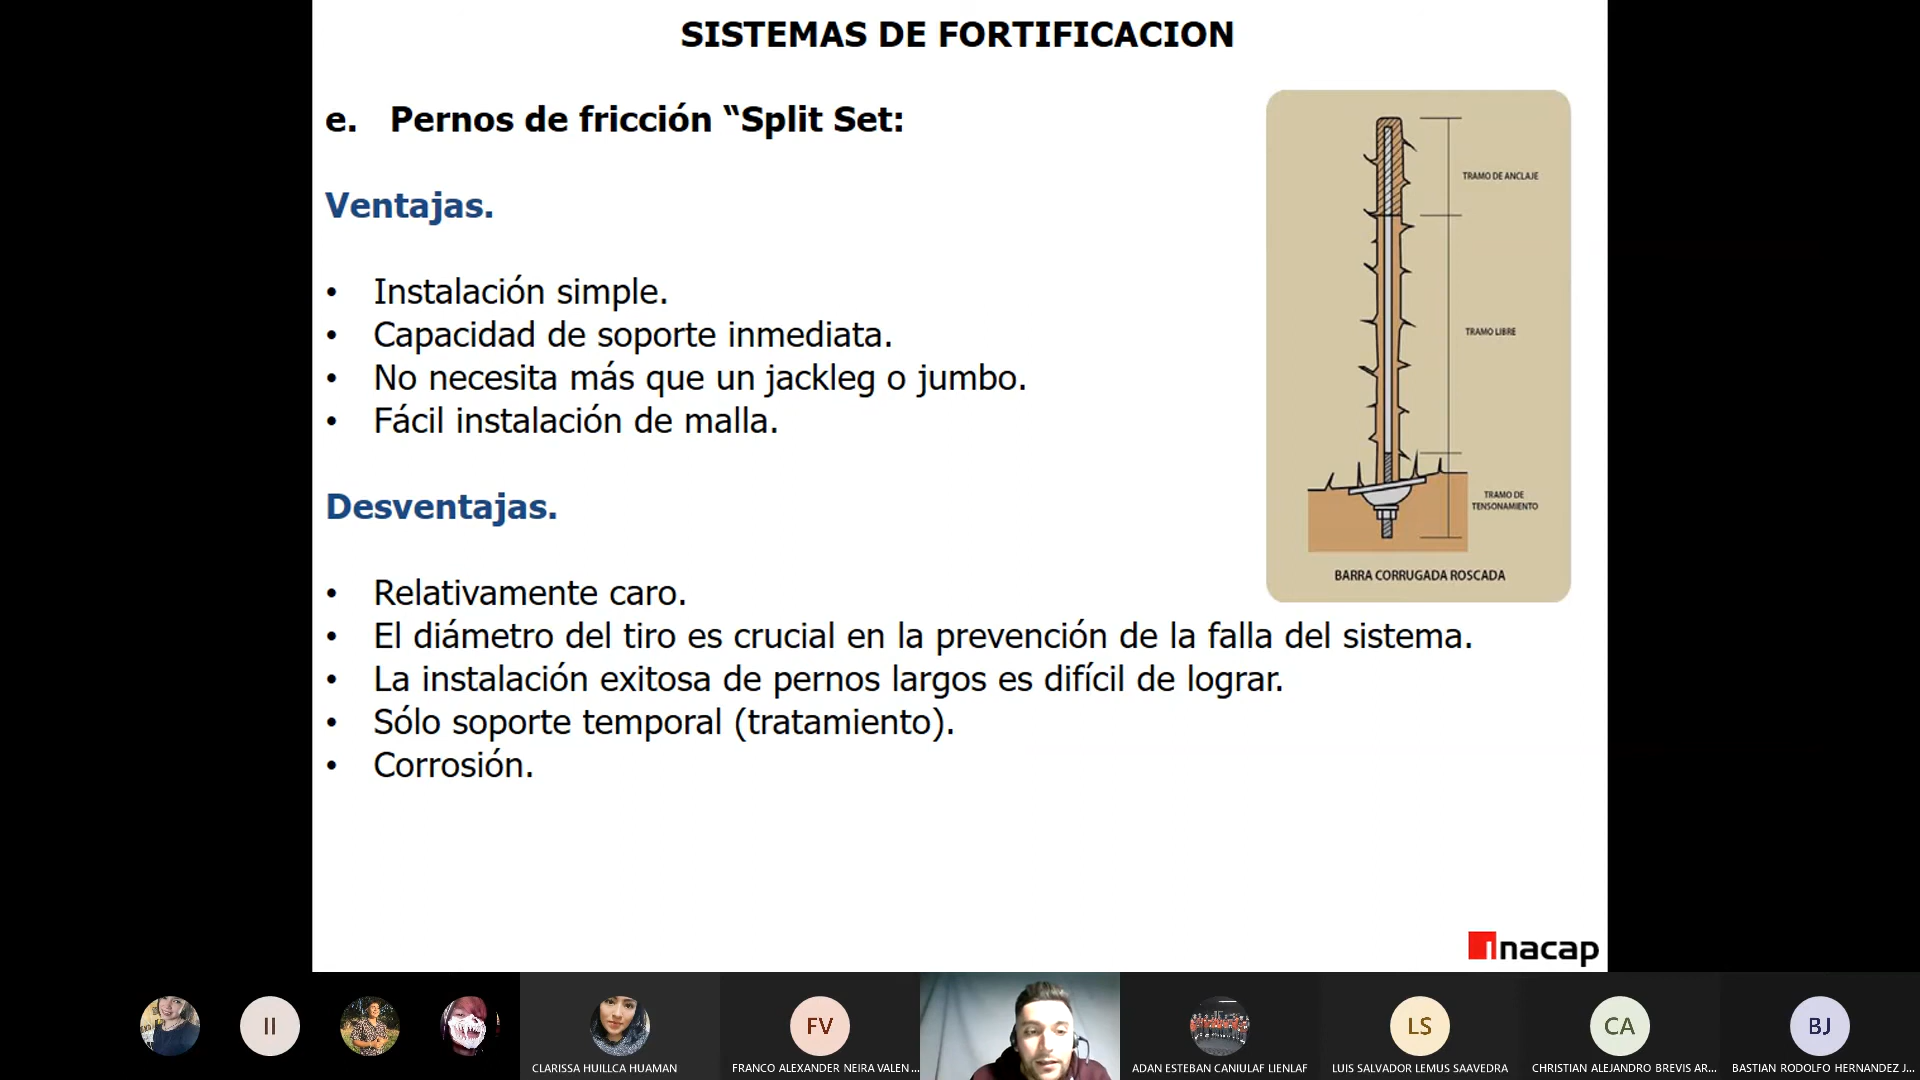 SISTEMAS DE FORTIFICACION
e. Pernos de fricción “Split Set:
Ventajas.
• Instalación simple.
• Capacidad de soporte inmediata.
• No necesita más que un jackleg o jumbo.
• Fácil instalación de malla.
Desventajas.
• Relativamente caro.
• El diámetro del tiro es crucial en la prevención de la falla del sistema.
• La instalación exitosa de pernos largos es difícil de lograr.
• Sólo soporte temporal (tratamiento).
• Corrosión.
TRAMO DE ANCLAJE
TRAMO LIBRE
TRAMO DE
TENSONAMIENTO
BARRA CORRUGADA ROSCADA
inacap
II
FV
LS
CA
BJ
CLARISSA HUILLCA HUAMAN
FRANCO ALEXANDER NEIRA VALEN...
ADAN ESTEBAN CANIULAF LIENLAF
LUIS SALVADOR LEMUS SAAVEDRA
CHRISTIAN ALEJANDRO BREVIS AR...
BASTIAN RODOLFO HERNANDEZ J...